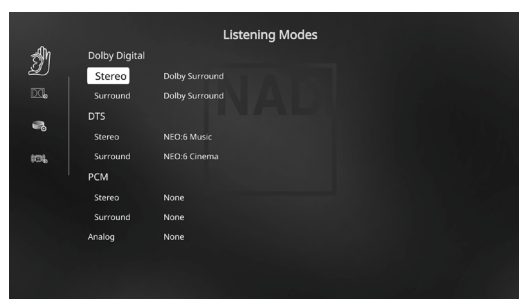 Listening Modes
Dolby Digital
Stereo Dolby Surround
Surround Dolby Surround
DTS
Stereo NEO:6 Music
Surround NEO:6 Cinema
PCM
Stereo None
Surround None
Analog None
NAD